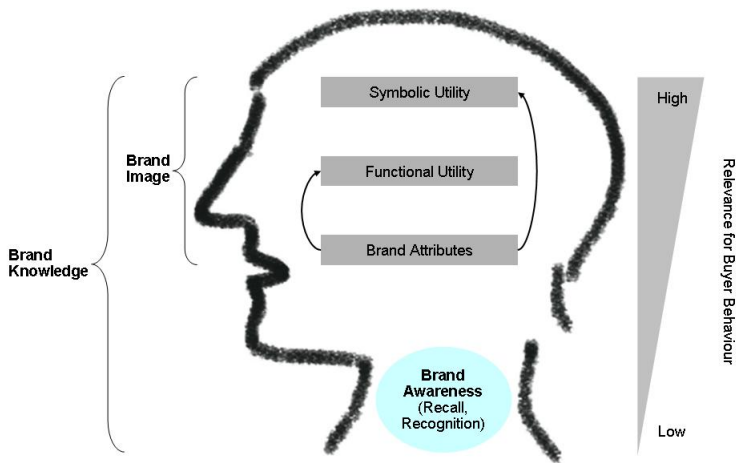 Symbolic Utility
High
Brand
Image
Functional Utility
Relevance for Buyer Behaviour
Brand
Knowledge
Brand Attributes
Brand
Awareness
(Recall,
Recognition)
Low